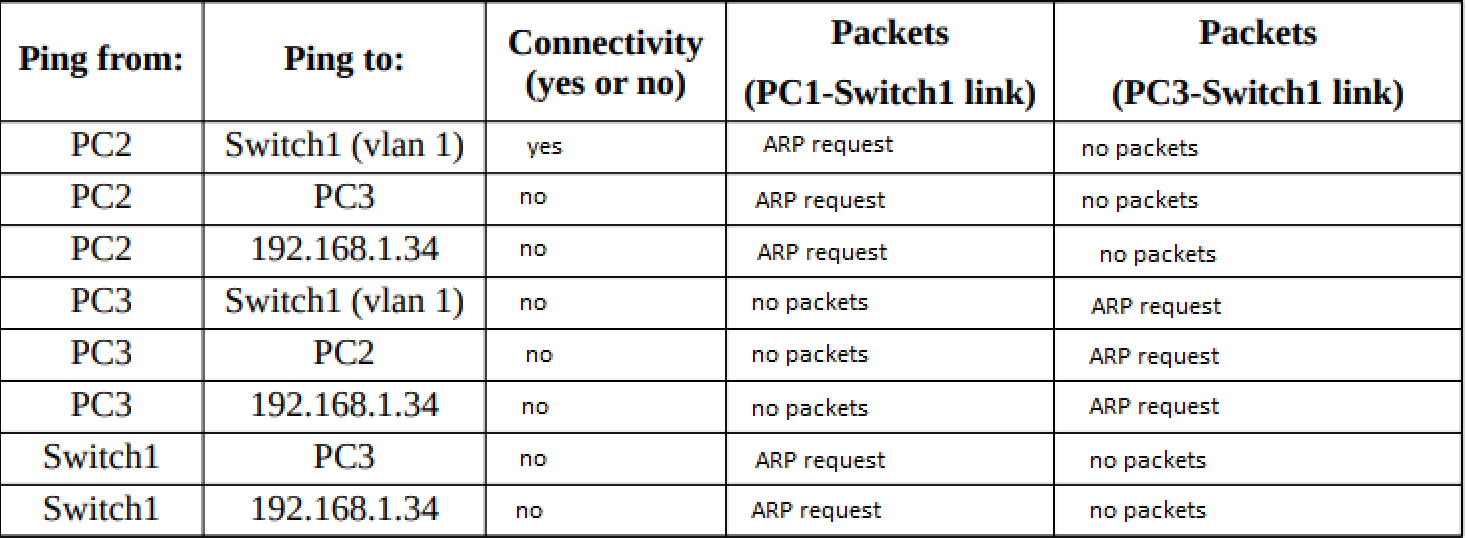 Ping from: Ping to: Connectivity (yes or no) Packets (PC1-Switch1 link) Packets (PC3-Switch1 link)
PC2 Switch1 (vlan 1) yes ARP request no packets
PC2 PC3 no ARP request no packets
PC2 192.168.1.34 no ARP request no packets
PC3 Switch1 (vlan 1) no no packets ARP request
PC3 PC2 no no packets ARP request
PC3 192.168.1.34 no no packets ARP request
Switch1 PC3 no ARP request no packets
Switch1 192.168.1.34 no ARP request no packets